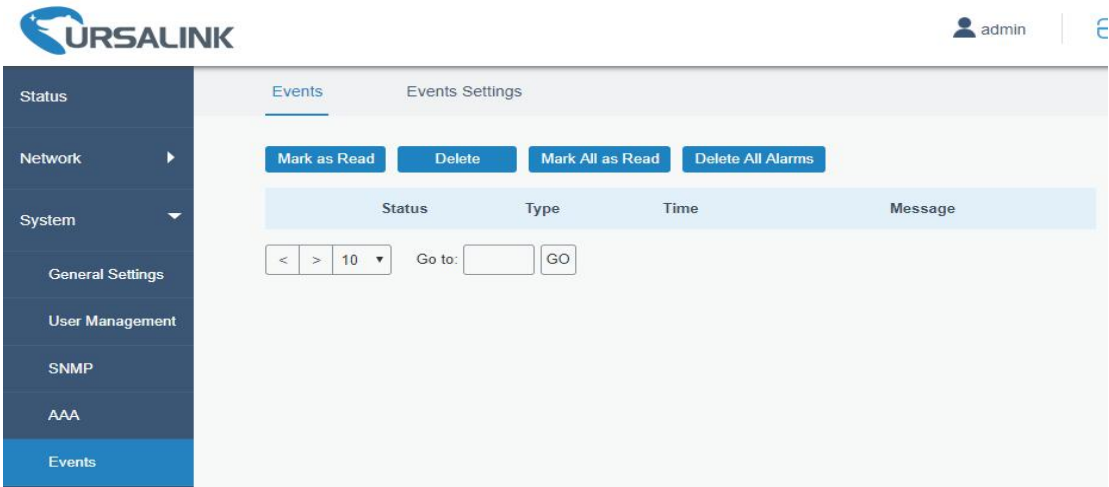 URSALINK
admin
Status
Events Events Settings
Network
Mark as Read Delete Mark All as Read Delete All Alarms
Status Type Time Message
System
< > 10 Go to: GO
General Settings
User Management
SNMP
AAA
Events